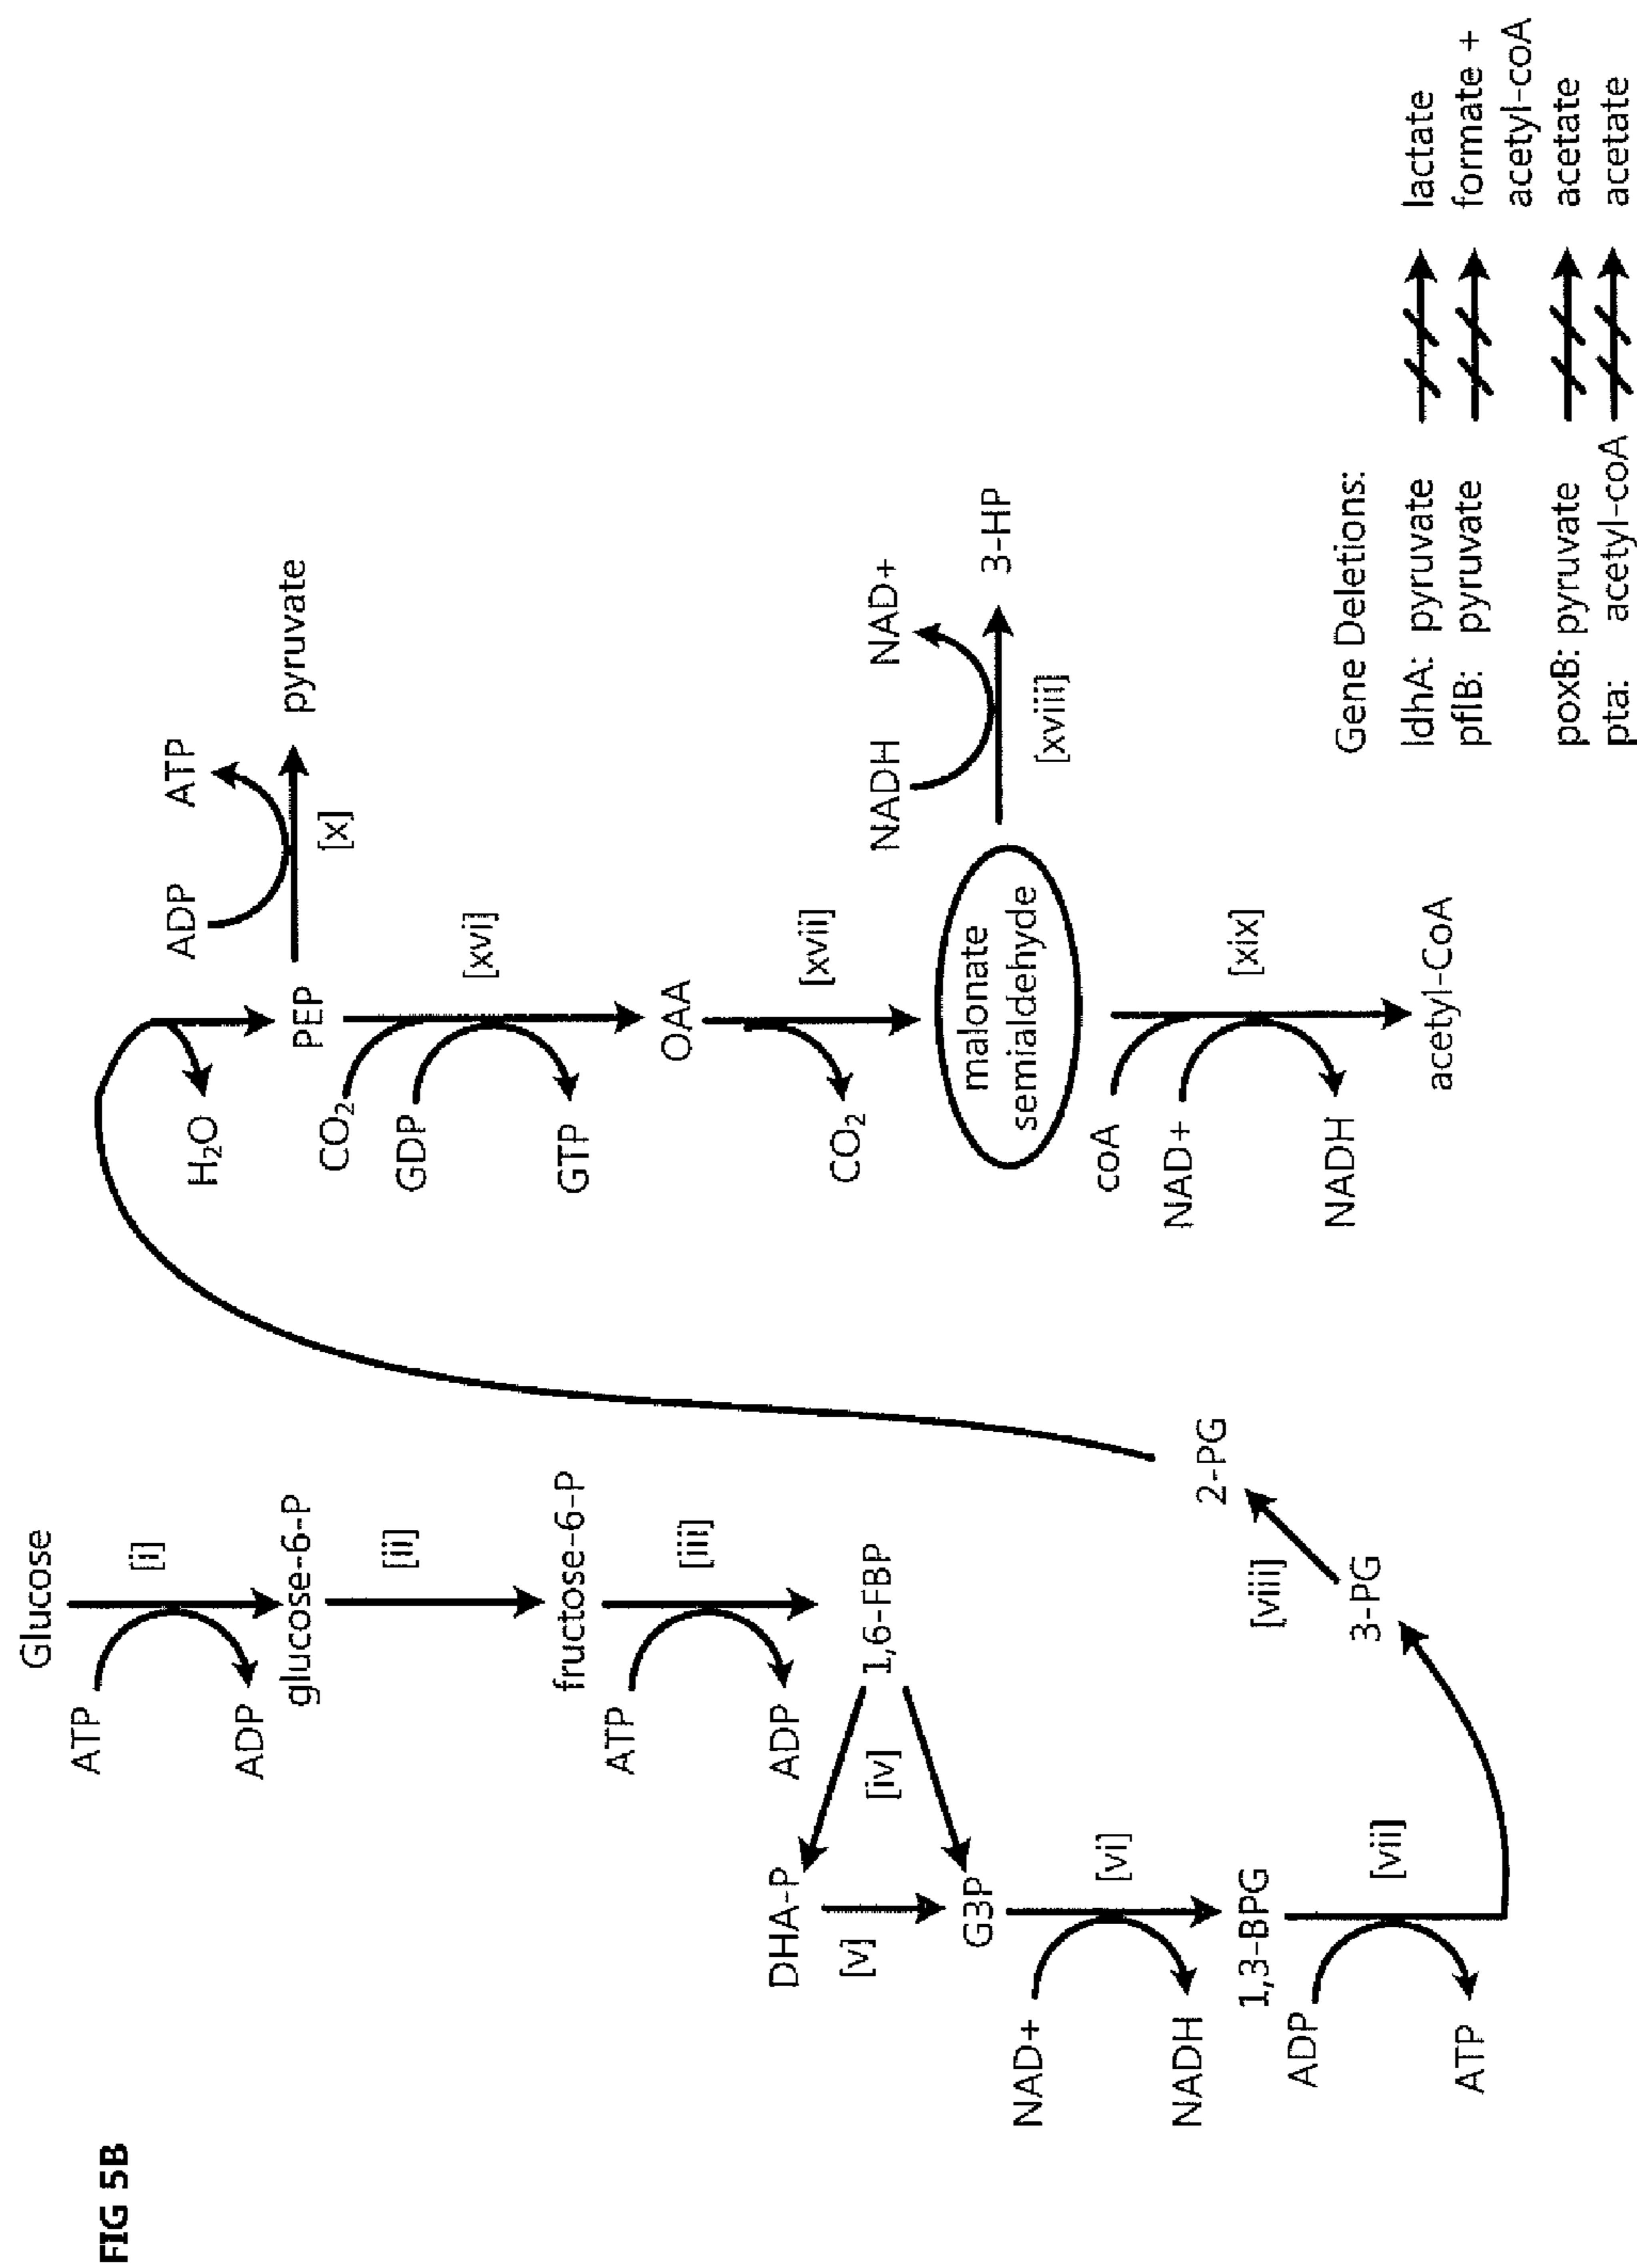 FIG 5B
Glucose
ATP
[i]
ADP
glucose-6-P
[ii]
fructose-6-P
ATP
[iii]
ADP
1,6-FBP
[iv]
DHA-P
[v]
G3P
NAD+
[vi]
NADH
1,3-BPG
ADP
[vii]
ATP
3-PG
[viii]
2-PG
H₂O
PEP
ADP
ATP
[x]
pyruvate
CO₂
GDP
[xvi]
GTP
OAA
[xvii]
CO₂
malonate
semialdehyde
NADH
NAD+
[xviii]
3-HP
coA
NAD+
[xix]
NADH
acetyl-CoA
Gene Deletions:
ldhA: pyruvate lactate
pflB: pyruvate formate +
acetyl-coA
poxB: pyruvate acetate
pta: acetyl-coA acetate